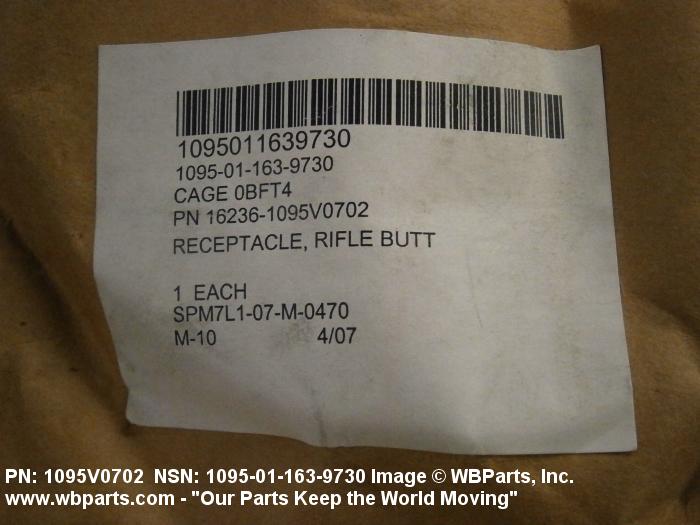 1095011639730
1095-01-163-9730
CAGE 0BFT4
PN 16236-1095V0702
RECEPTACLE, RIFLE BUTT
1 EACH
SPM7L1-07-M-0470
M-10 4/07
PN: 1095V0702 NSN: 1095-01-163-9730 Image © WBParts, Inc.
www.wbparts.com - "Our Parts Keep the World Moving"